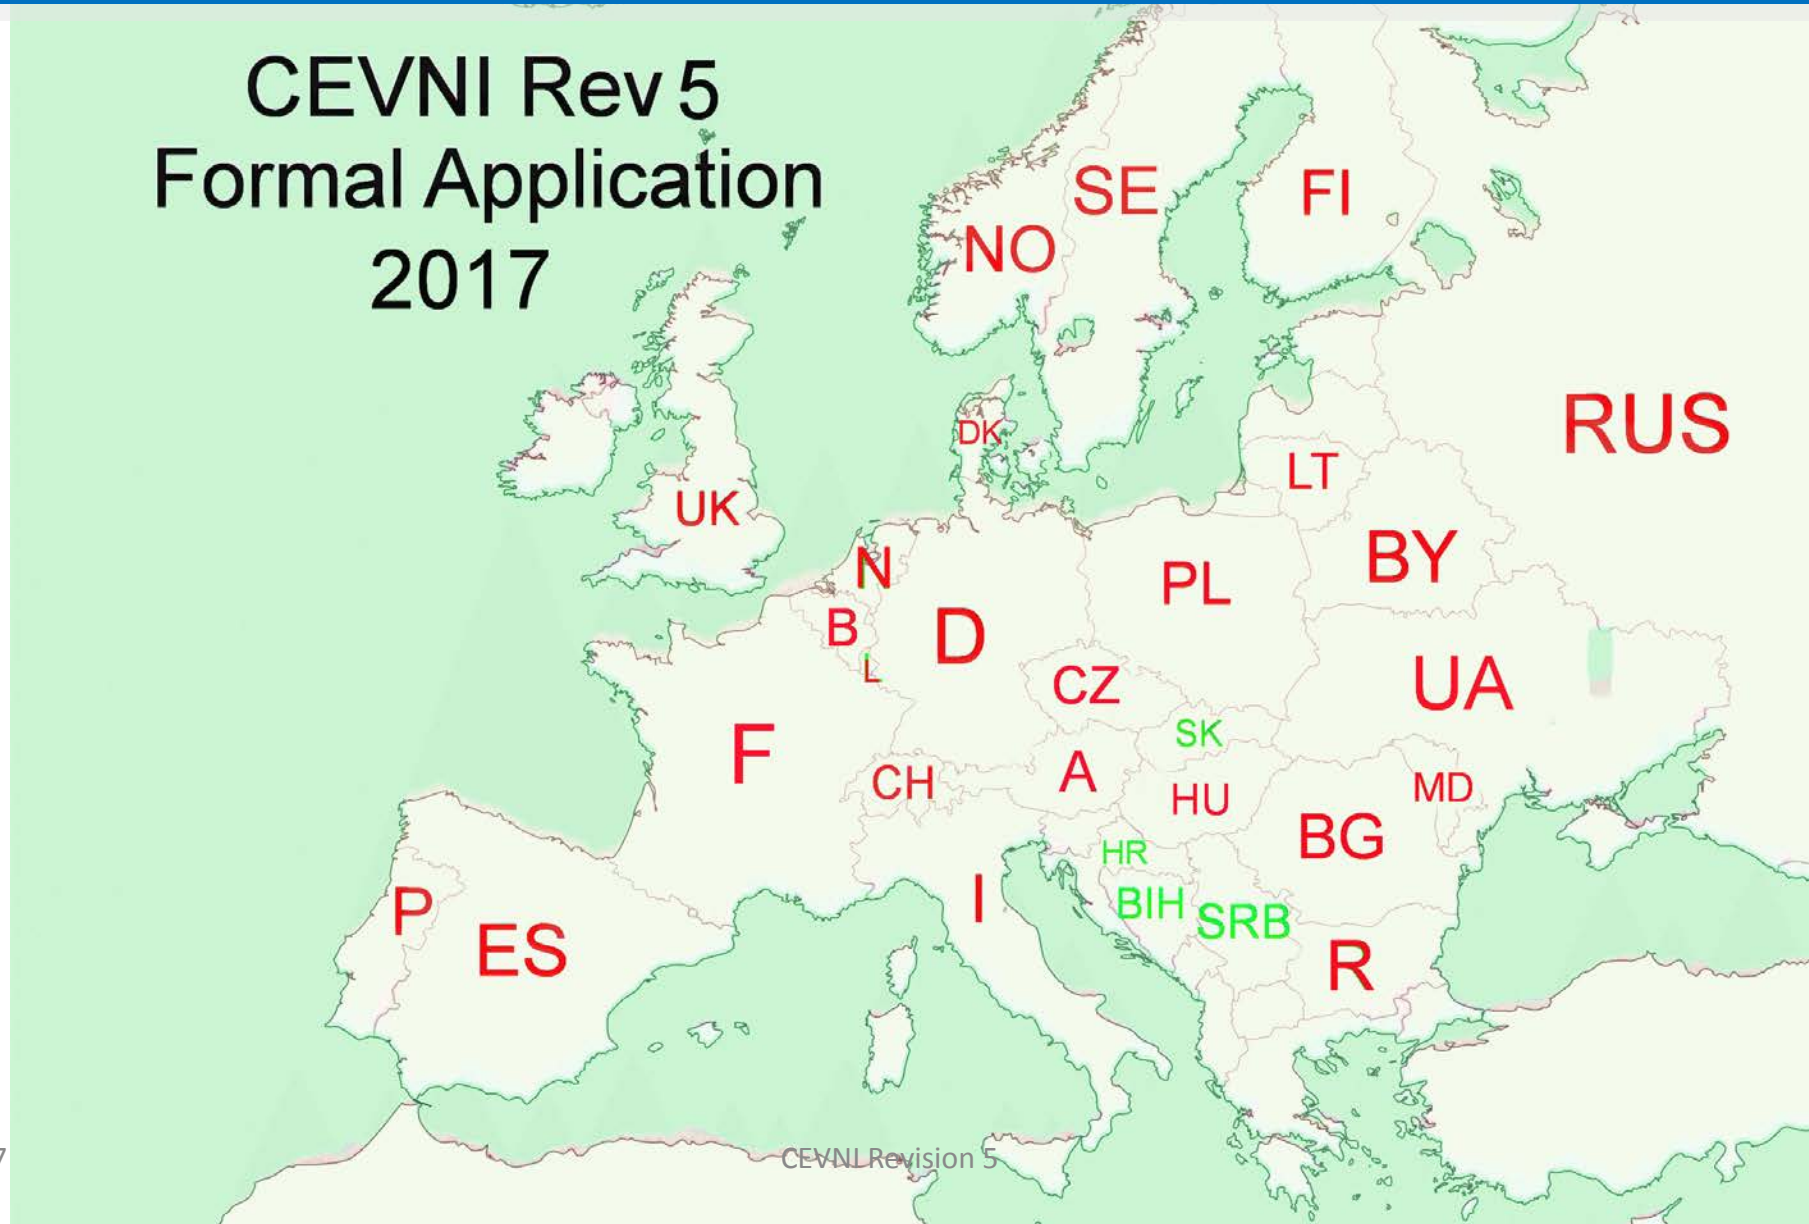 CEVNI Rev 5
Formal Application
2017
SE
FI
NO
RUS
DK
LT
UK
BY
N
PL
B
D
L
CZ
UA
SK
F
A
CH
HU
MD
BG
HR
I
BIH
SRB
P
ES
R
7
CEVNI Revision 5